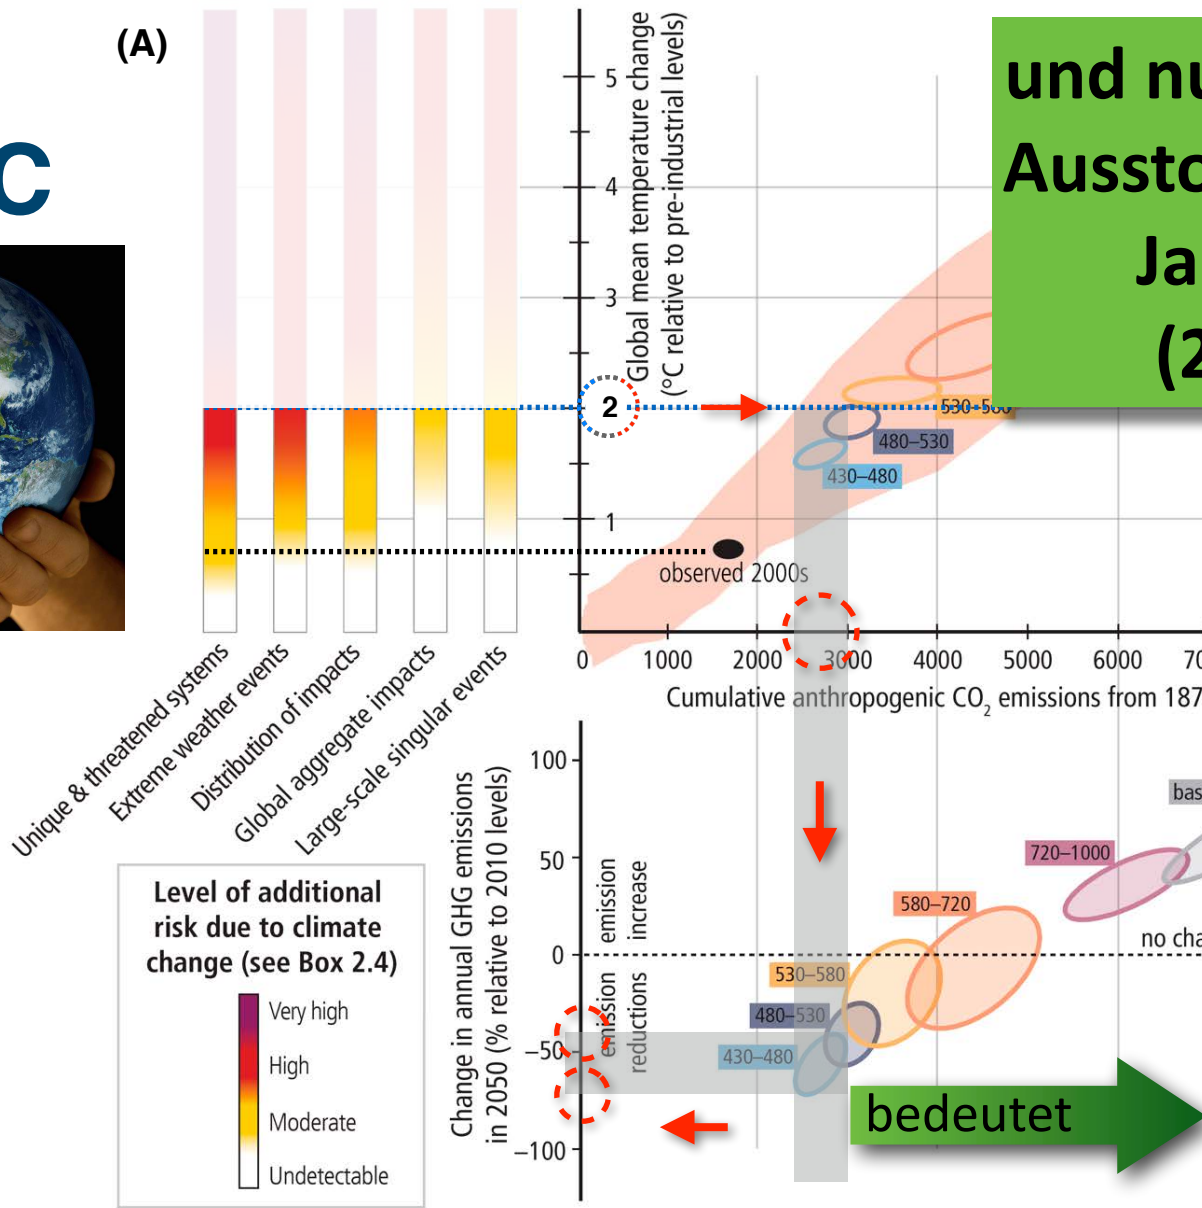 (A)
C
Global mean temperature change
(°C relative to pre-industrial levels)
5
4
3
2
1
530–580
480–530
430–480
observed 2000s
0 1000 2000 3000 4000 5000 6000 70
Cumulative anthropogenic CO₂ emissions from 187
Unique & threatened systems
Extreme weather events
Distribution of impacts
Global aggregate impacts
Large-scale singular events
Level of additional
risk due to climate
change (see Box 2.4)
Very high
High
Moderate
Undetectable
Change in annual GHG emissions
in 2050 (% relative to 2010 levels)
100
50
0
–50
–100
emission
increase
emission
reductions
bas
720–1000
580–720
no cha
530–580
480–530
430–480
bedeutet
und nu
Aussto
Ja
(2